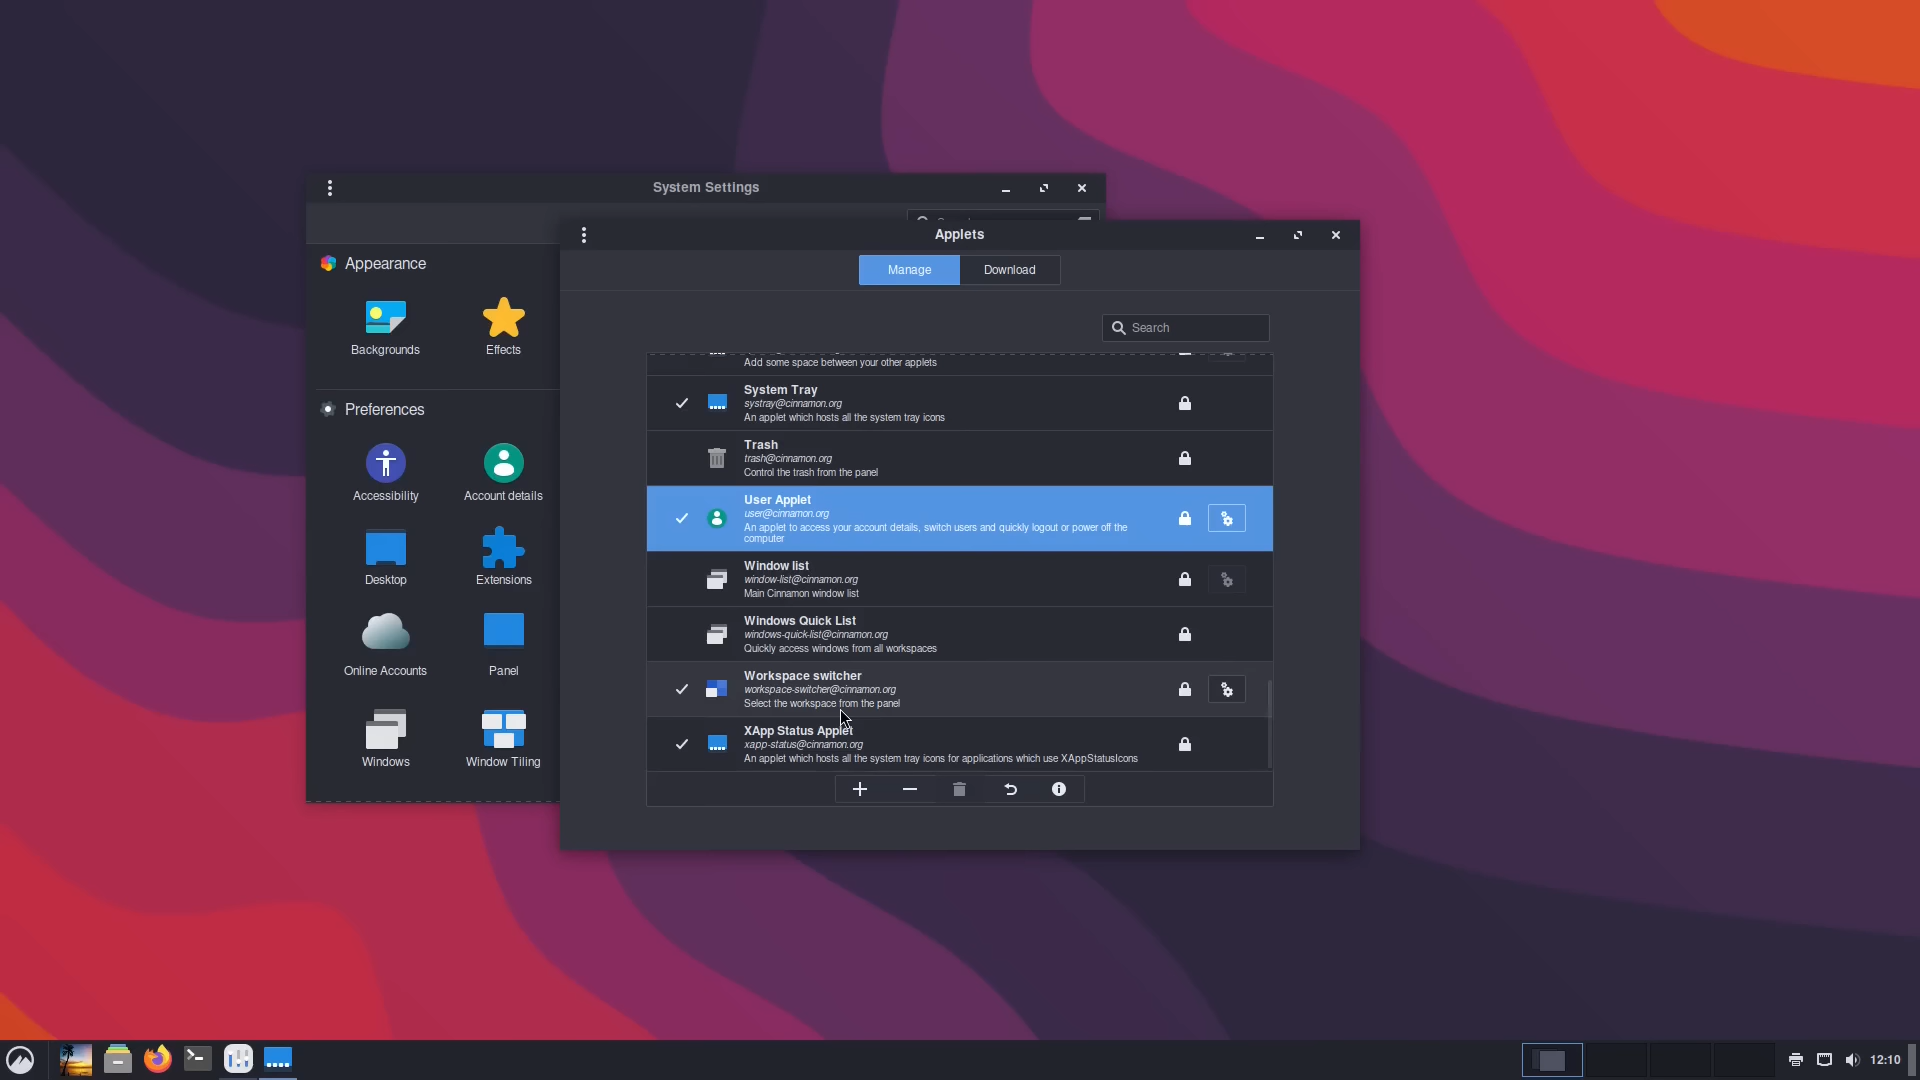 System Settings
Applets
Manage
Download
Appearance
Backgrounds
Effects
Search
Add some space between your other applets
System Tray
systray@cinnamon.org
An applet which hosts all the system tray icons
Preferences
Trash
trash@cinnamon.org
Control the trash from the panel
Accessibility
Account details
User Applet
user@cinnamon.org
An applet to access your account details, switch users and quickly logout or power off the
computer
Desktop
Extensions
Window list
window-list@cinnamon.org
Main Cinnamon window list
Windows Quick List
windows-quick-list@cinnamon.org
Quickly access windows from all workspaces
Online Accounts
Panel
Workspace switcher
workspace-switcher@cinnamon.org
Select the workspace from the panel
XApp Status Applet
xapp-status@cinnamon.org
An applet which hosts all the system tray icons for applications which use XAppStatusIcons
Windows
Window Tiling
12:10